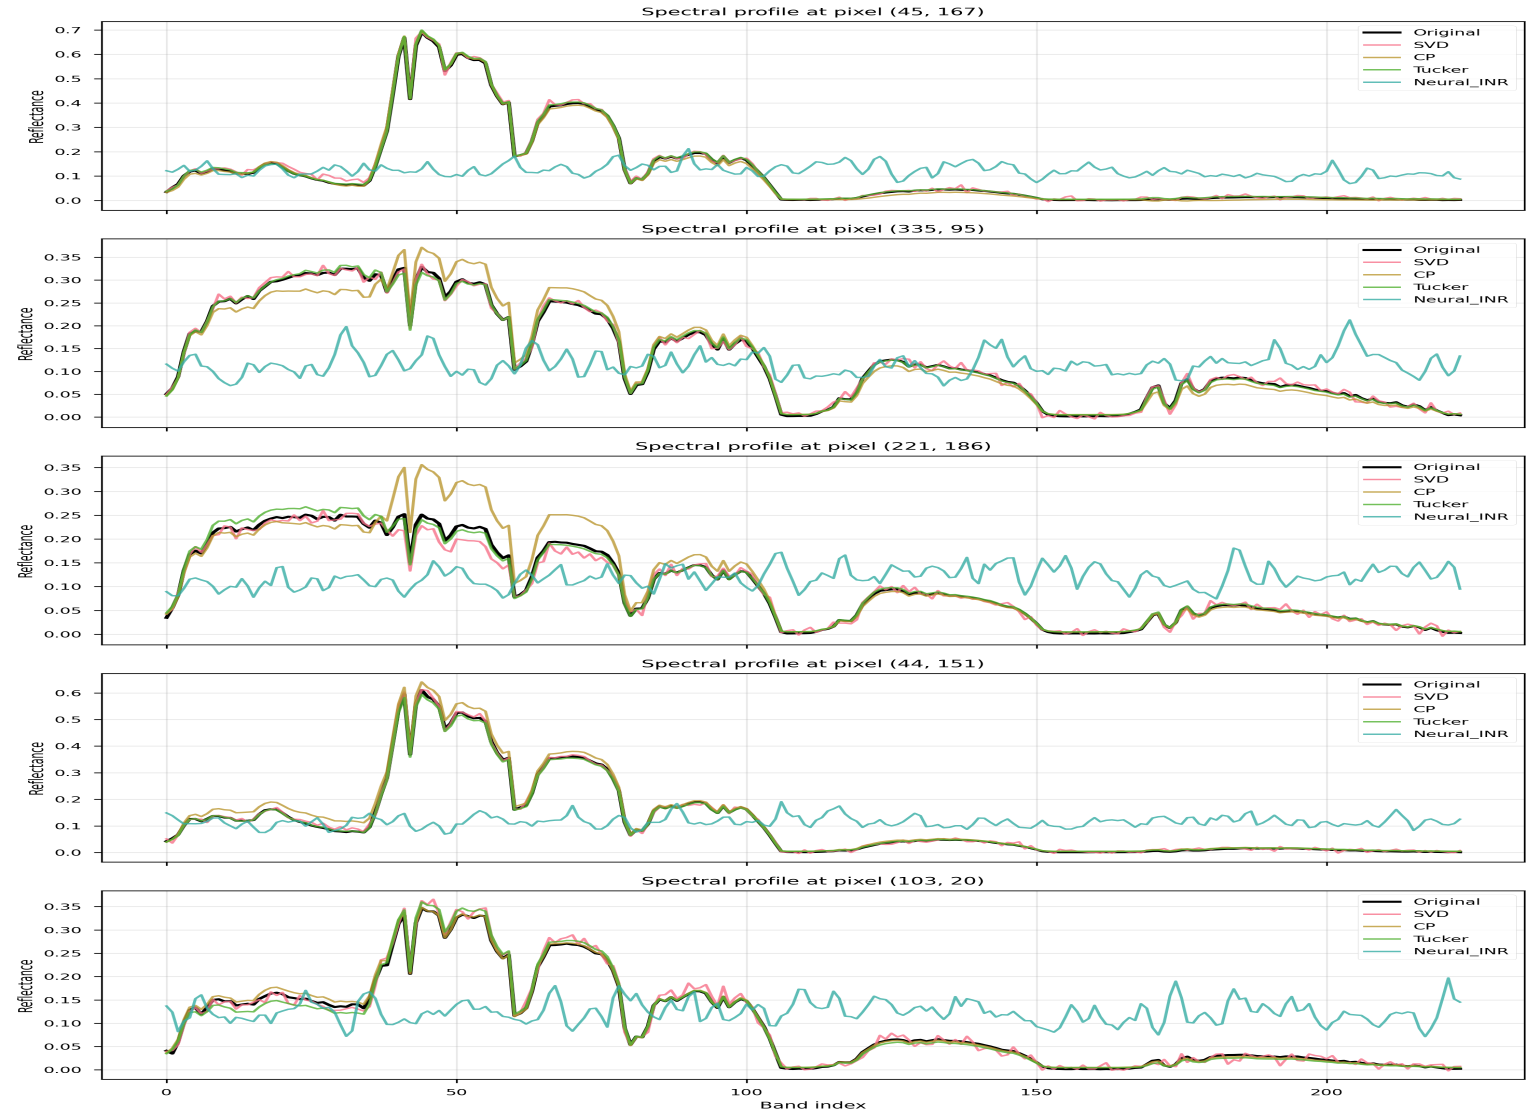 Spectral profile at pixel (45, 167)
Reflectance
0.7
0.6
0.5
0.4
0.3
0.2
0.1
0.0
Original
SVD
CP
Tucker
Neural_INR
Spectral profile at pixel (335, 95)
Reflectance
0.35
0.30
0.25
0.20
0.15
0.10
0.05
0.00
Original
SVD
CP
Tucker
Neural_INR
Spectral profile at pixel (221, 186)
Reflectance
0.35
0.30
0.25
0.20
0.15
0.10
0.05
0.00
Original
SVD
CP
Tucker
Neural_INR
Spectral profile at pixel (44, 151)
Reflectance
0.6
0.5
0.4
0.3
0.2
0.1
0.0
Original
SVD
CP
Tucker
Neural_INR
Spectral profile at pixel (103, 20)
Reflectance
0.35
0.30
0.25
0.20
0.15
0.10
0.05
0.00
Original
SVD
CP
Tucker
Neural_INR
0 50 100 150 200
Band index